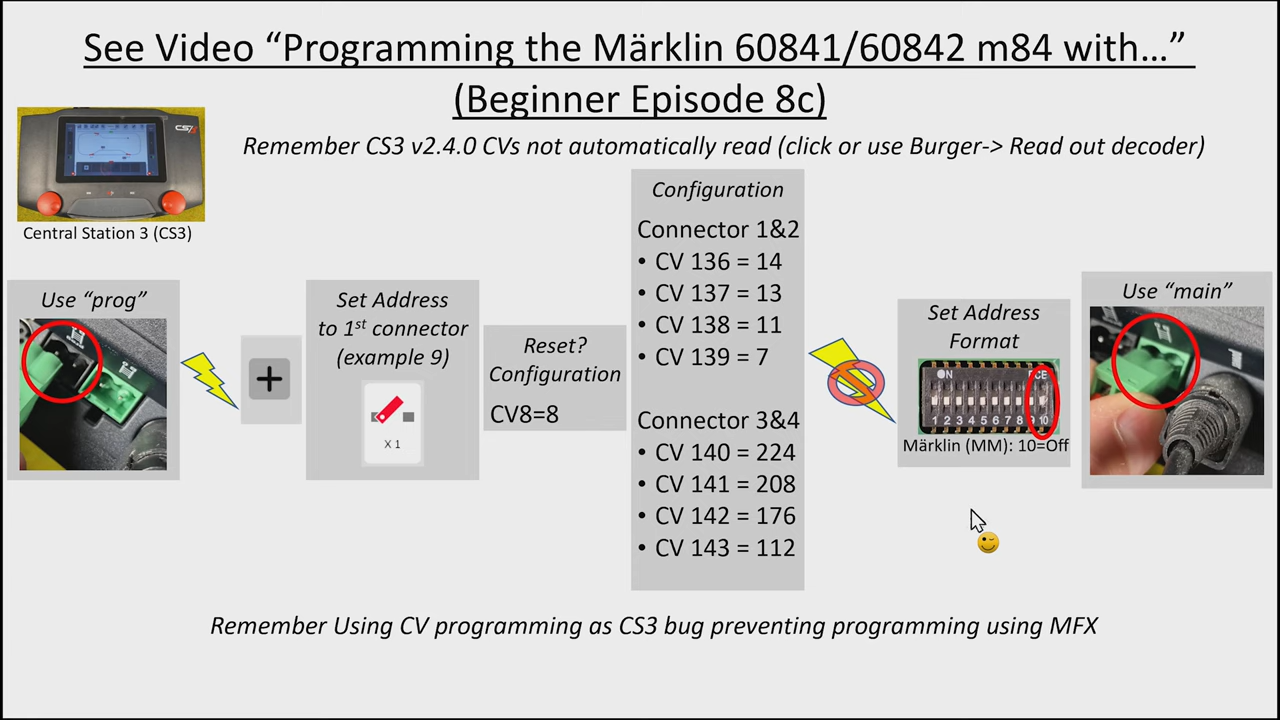 See Video “Programming the Märklin 60841/60842 m84 with…”
(Beginner Episode 8c)
Remember CS3 v2.4.0 CVs not automatically read (click or use Burger-> Read out decoder)
Central Station 3 (CS3)
Use “prog”
+
Set Address
to 1st connector
(example 9)
X 1
Reset?
Configuration
CV8=8
Configuration
Connector 1&2
• CV 136 = 14
• CV 137 = 13
• CV 138 = 11
• CV 139 = 7
Connector 3&4
• CV 140 = 224
• CV 141 = 208
• CV 142 = 176
• CV 143 = 112
Set Address
Format
ON
1 2 3 4 5 6 7 8 9 10
Märklin (MM): 10=Off
Use “main”
Remember Using CV programming as CS3 bug preventing programming using MFX